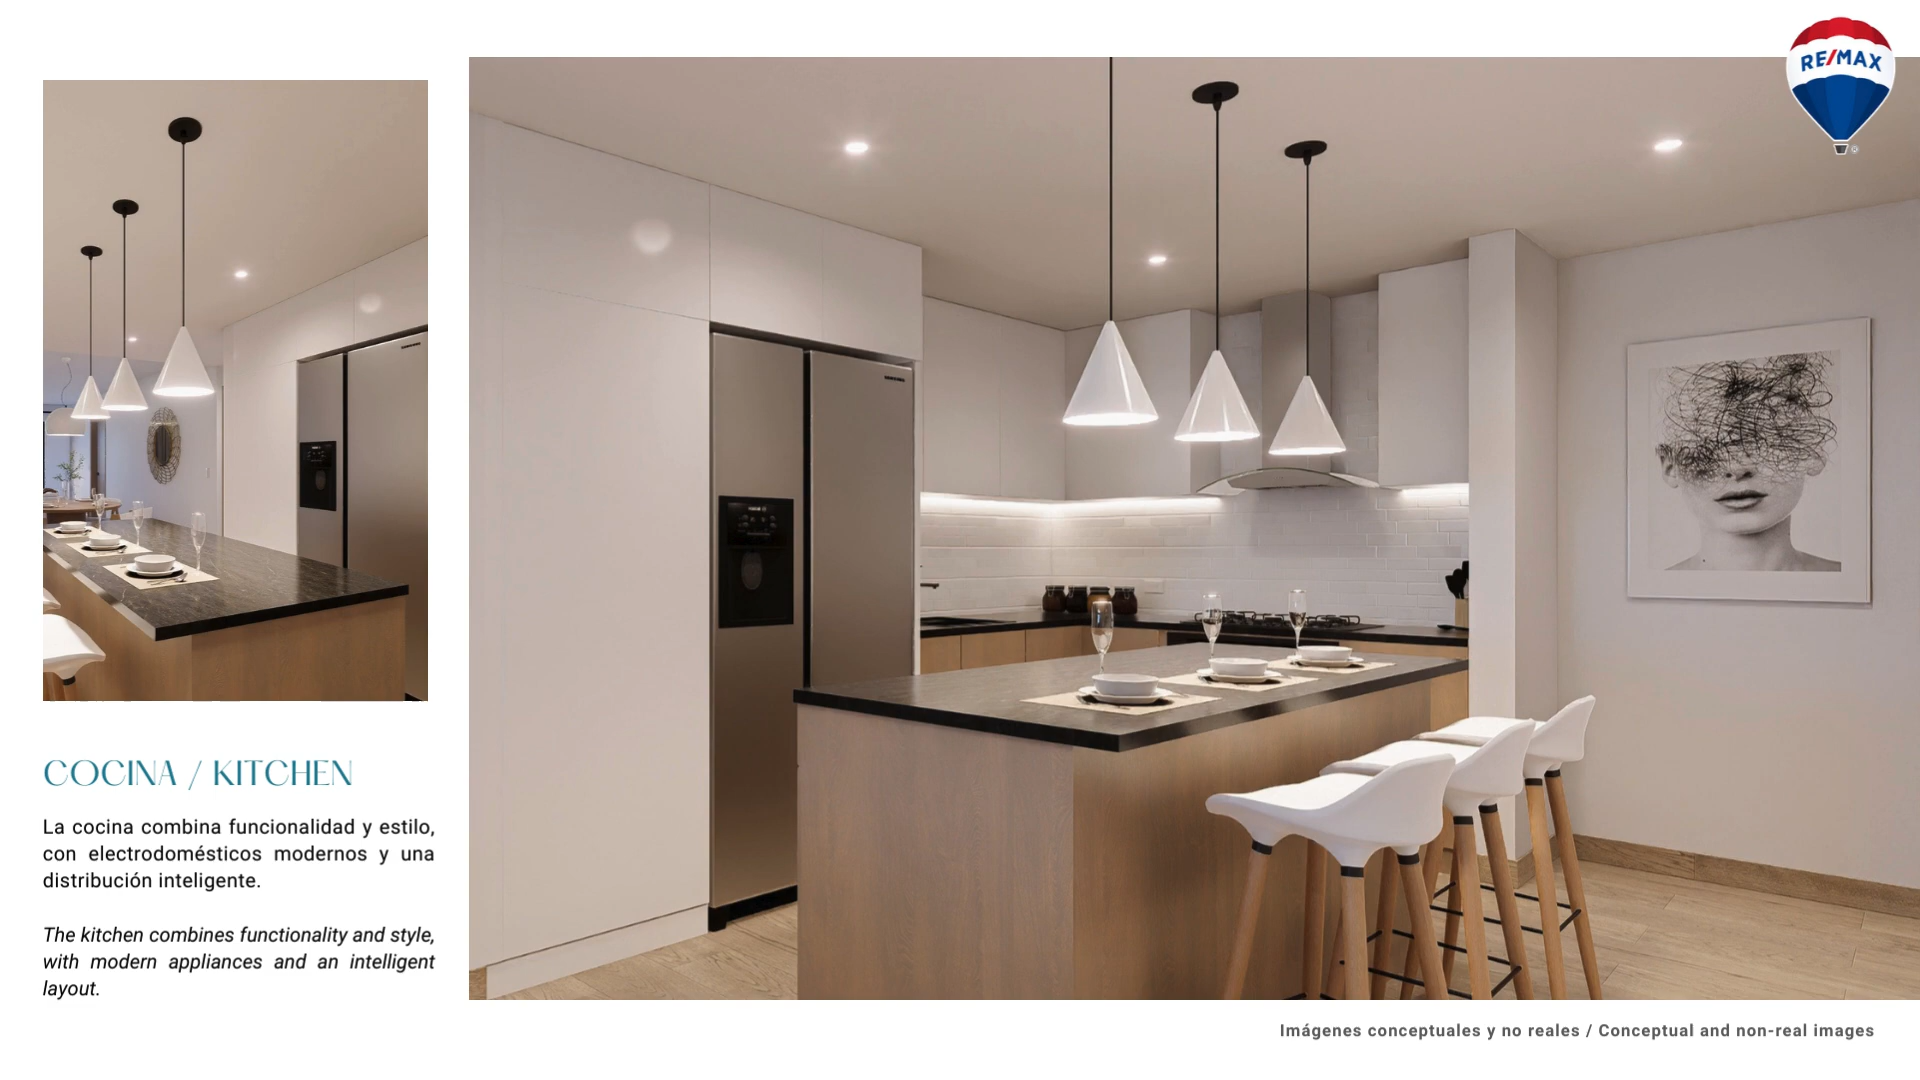 RE/MAX
COCINA / KITCHEN
La cocina combina funcionalidad y estilo,
con electrodomésticos modernos y una
distribución inteligente.
The kitchen combines functionality and style,
with modern appliances and an intelligent
layout.
Imágenes conceptuales y no reales / Conceptual and non-real images